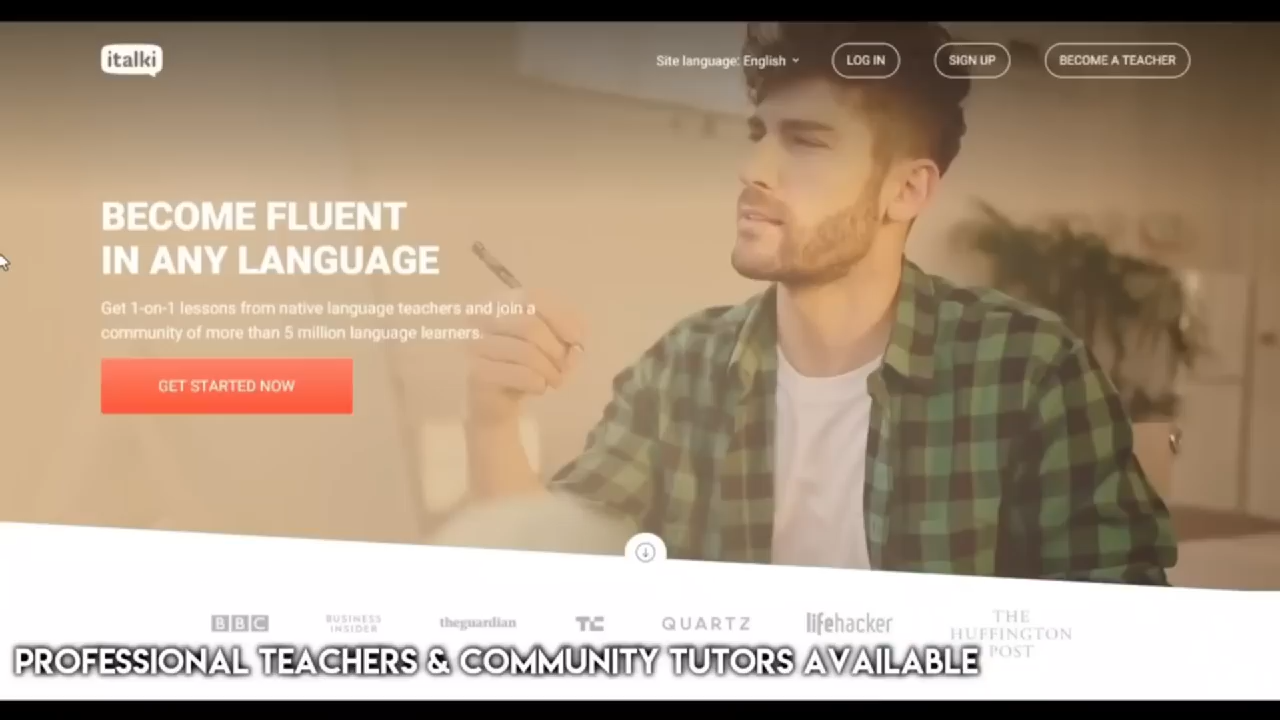 italki
Site language: English
LOG IN
SIGN UP
BECOME A TEACHER
BECOME FLUENT
IN ANY LANGUAGE
Get 1-on-1 lessons from native language teachers and join a
community of more than 5 million language learners.
GET STARTED NOW
BBC
BUSINESS
INSIDER
theguardian
TC
QUARTZ
lifehacker
THE
HUFFINGTON
POST
PROFESSIONAL TEACHERS & COMMUNITY TUTORS AVAILABLE